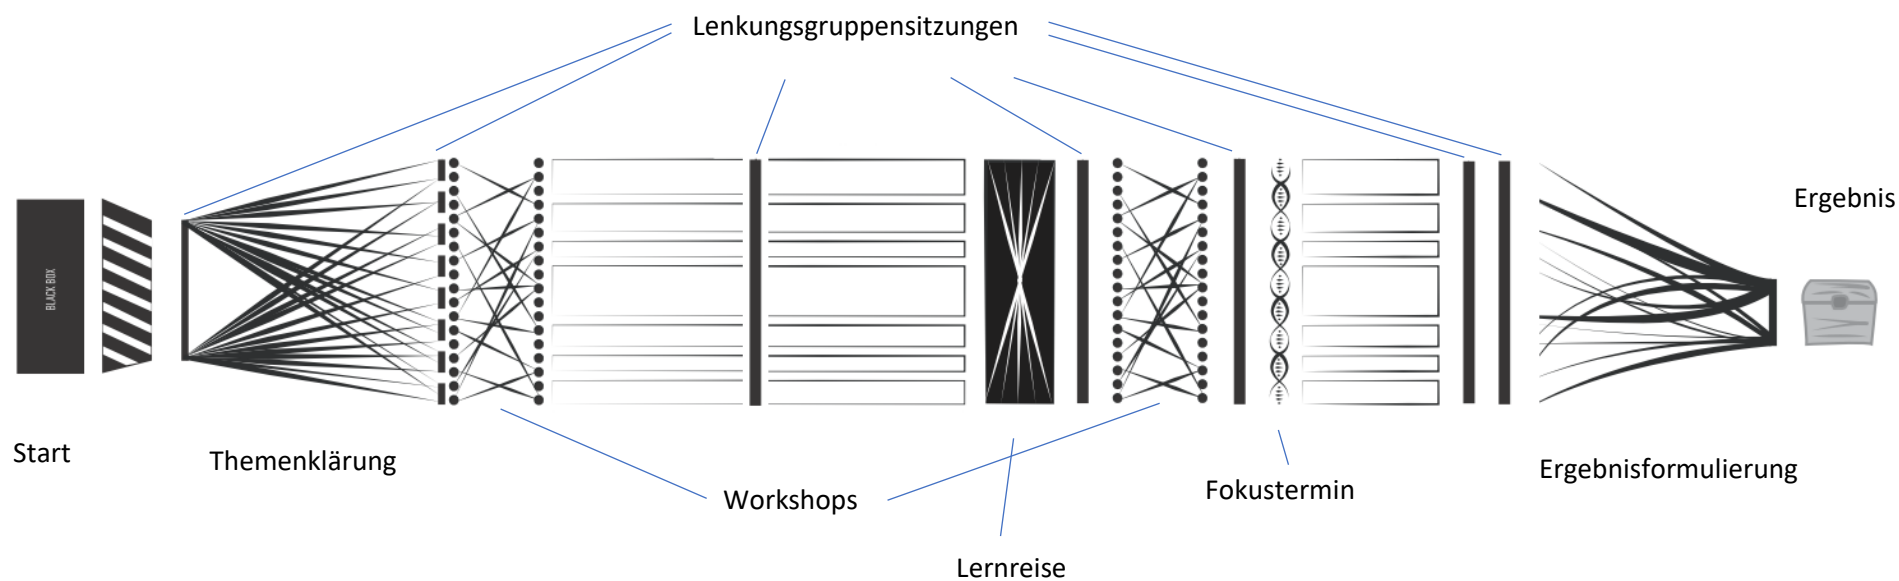 Lenkungsgruppensitzungen
Ergebnis
BLACK BOX
Start
Themenklärung
Workshops
Fokustermin
Ergebnisformulierung
Lernreise